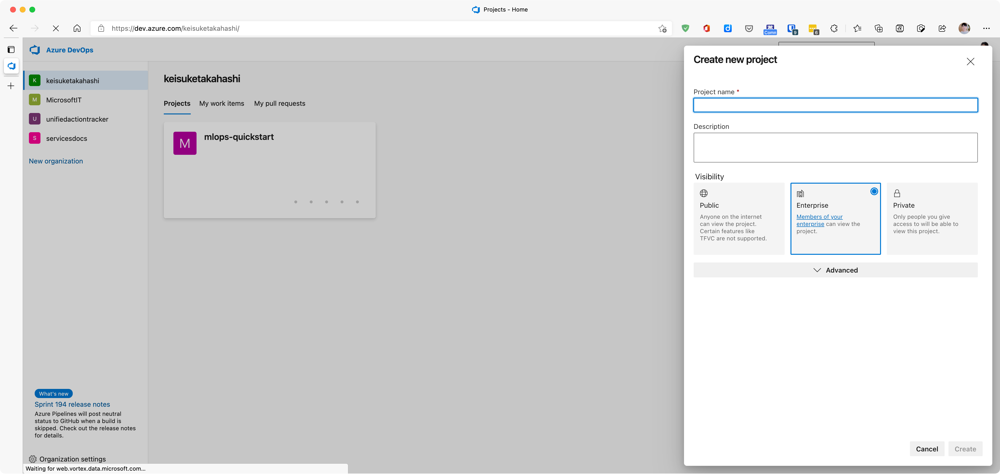 Projects - Home
https://dev.azure.com/keisuketakahashi/
英
Comn
9
6
Azure DevOps
K
keisuketakahashi
M
MicrosoftIT
U
unifiedactiontracker
S
servicesdocs
New organization
What's new
Sprint 194 release notes
Azure Pipelines will post neutral
status to GitHub when a build is
skipped. Check out the release notes
for details.
Organization settings
Waiting for web.vortex.data.microsoft.com...
keisuketakahashi
Projects My work items My pull requests
M
mlops-quickstart
Create new project
Project name *
Description
Visibility
Public
Anyone on the internet
can view the project.
Certain features like
TFVC are not supported.
Enterprise
Members of your
enterprise can view the
project.
Private
Only people you give
access to will be able to
view this project.
Advanced
Cancel Create